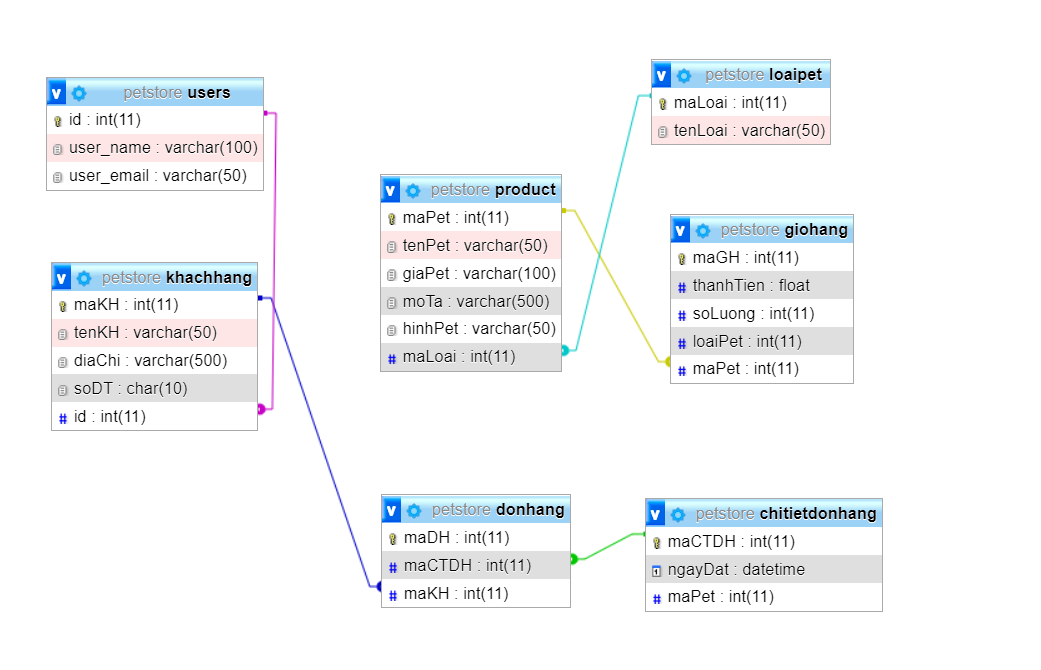 v petstore users
id : int(11)
user_name : varchar(100)
user_email : varchar(50)
v petstore khachhang
maKH : int(11)
tenKH : varchar(50)
diaChi : varchar(500)
soDT : char(10)
# id : int(11)
v petstore product
maPet : int(11)
tenPet : varchar(50)
giaPet : varchar(100)
moTa : varchar(500)
hinhPet : varchar(50)
# maLoai : int(11)
v petstore loaipet
maLoai : int(11)
tenLoai : varchar(50)
v petstore giohang
maGH : int(11)
# thanhTien : float
# soLuong : int(11)
# loaiPet : int(11)
# maPet : int(11)
v petstore donhang
maDH : int(11)
# maCTDH : int(11)
# maKH : int(11)
v petstore chitietdonhang
maCTDH : int(11)
ngayDat : datetime
# maPet : int(11)